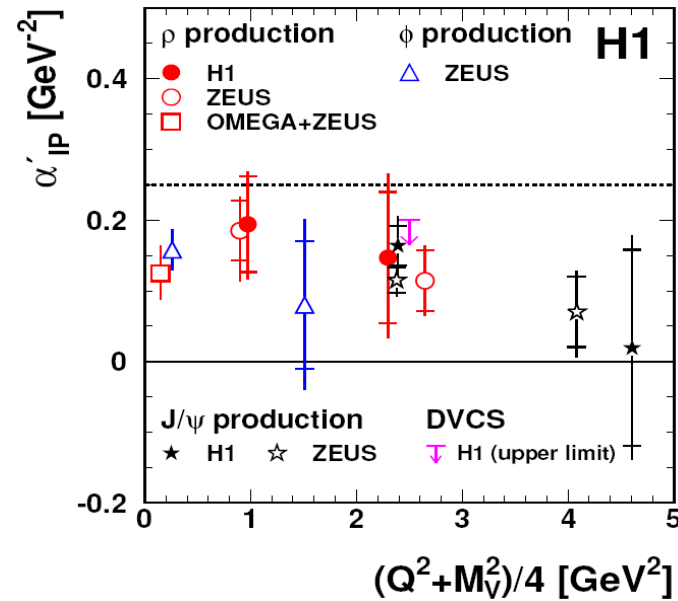 ρ production
φ production
H1
H1
ZEUS
ZEUS
OMEGA+ZEUS
α′IP [GeV⁻²]
0.4
0.2
0
-0.2
J/ψ production
DVCS
H1
ZEUS
H1 (upper limit)
0 1 2 3 4 5
(Q²+M²V)/4 [GeV²]